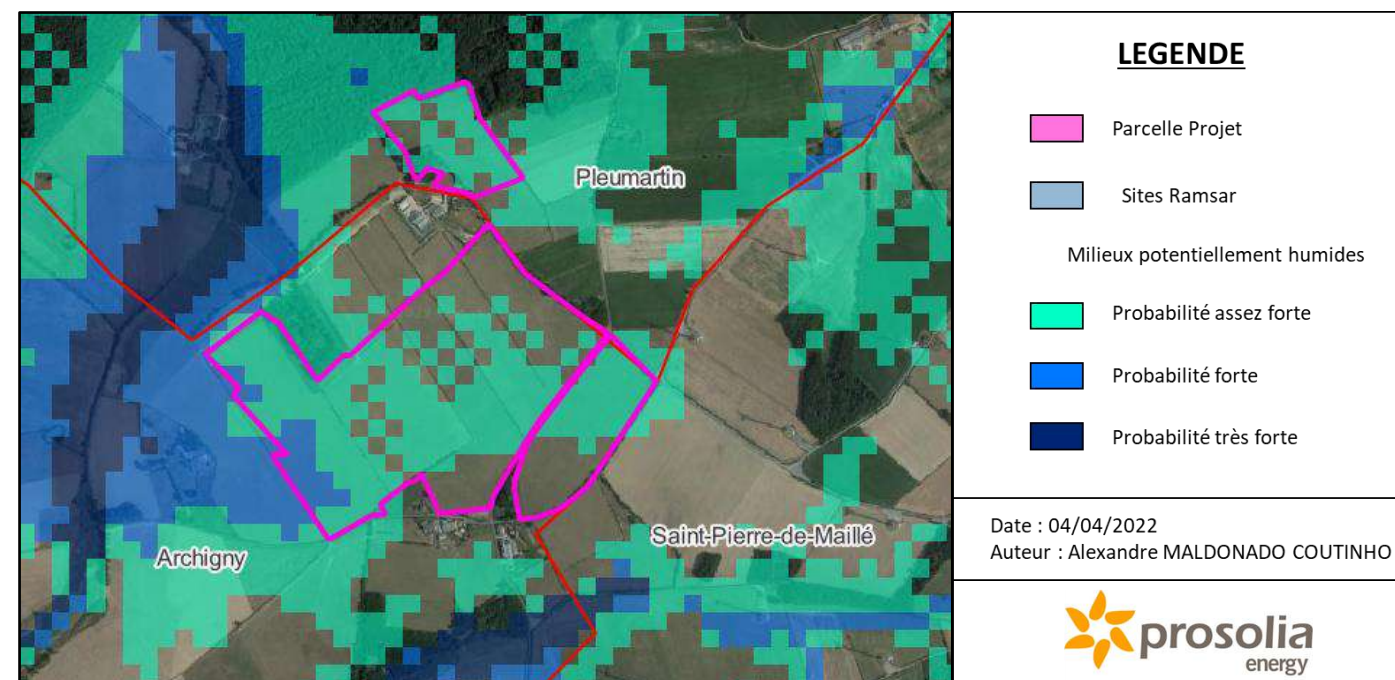 Pleumartin
Saint-Pierre-de-Maillé
Archigny
LEGENDE
Parcelle Projet
Sites Ramsar
Milieux potentiellement humides
Probabilité assez forte
Probabilité forte
Probabilité très forte
Date : 04/04/2022
Auteur : Alexandre MALDONADO COUTINHO
prosolia
energy